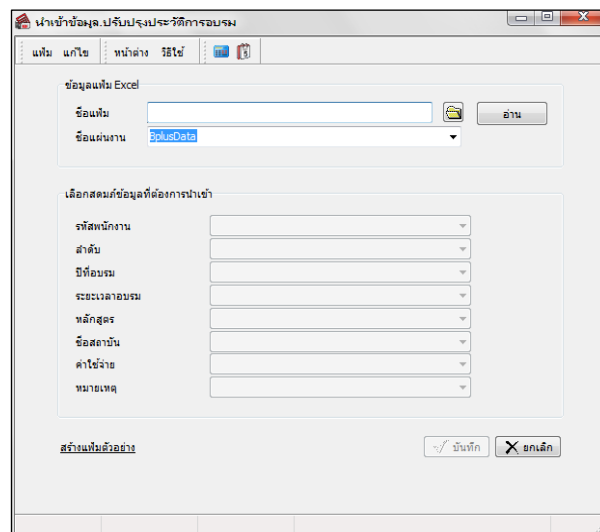 นำเข้าข้อมูล.ปรับปรุงประวัติการอบรม
แฟ้ม แก้ไข หน้าต่าง วิธีใช้
ข้อมูลแฟ้ม Excel
ชื่อแฟ้ม อ่าน
ชื่อแผ่นงาน BplusData
เลือกสดมภ์ข้อมูลที่ต้องการนำเข้า
รหัสพนักงาน
ลำดับ
ปีที่อบรม
ระยะเวลาอบรม
หลักสูตร
ชื่อสถาบัน
ค่าใช้จ่าย
หมายเหตุ
สร้างแฟ้มตัวอย่าง บันทึก ยกเลิก